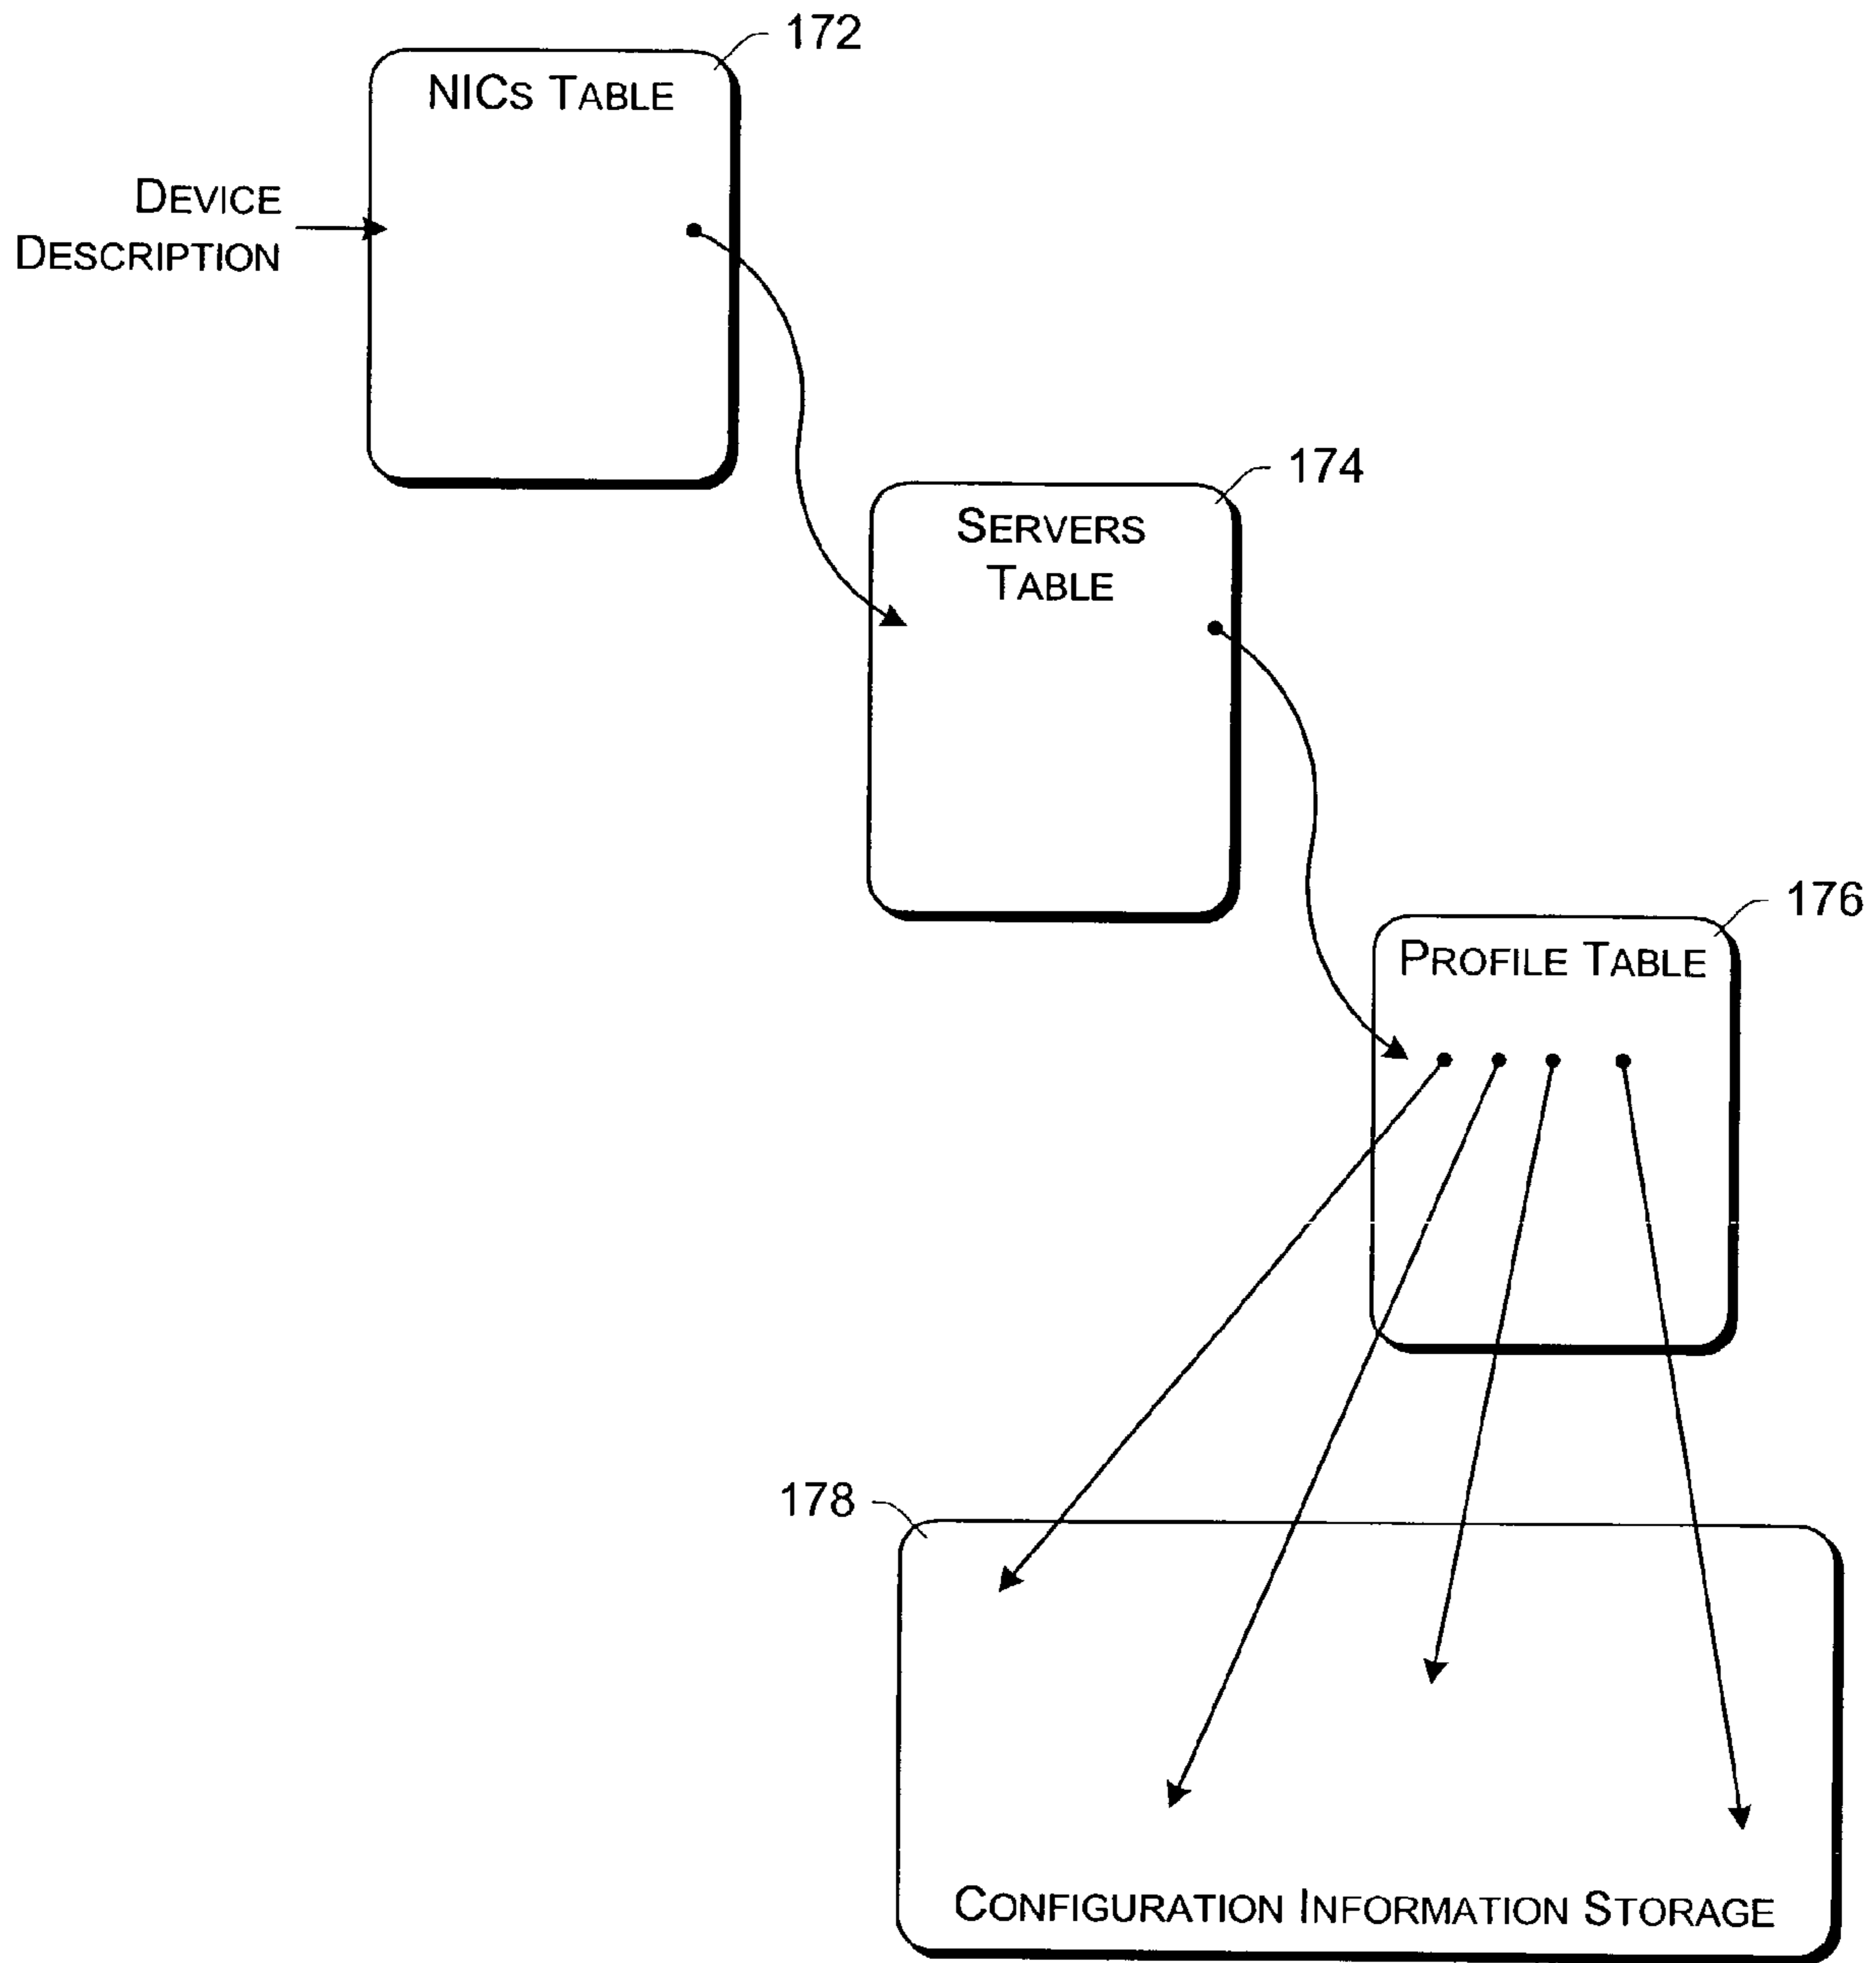 172
NICs TABLE
DEVICE
DESCRIPTION
174
SERVERS
TABLE
176
PROFILE TABLE
178
CONFIGURATION INFORMATION STORAGE